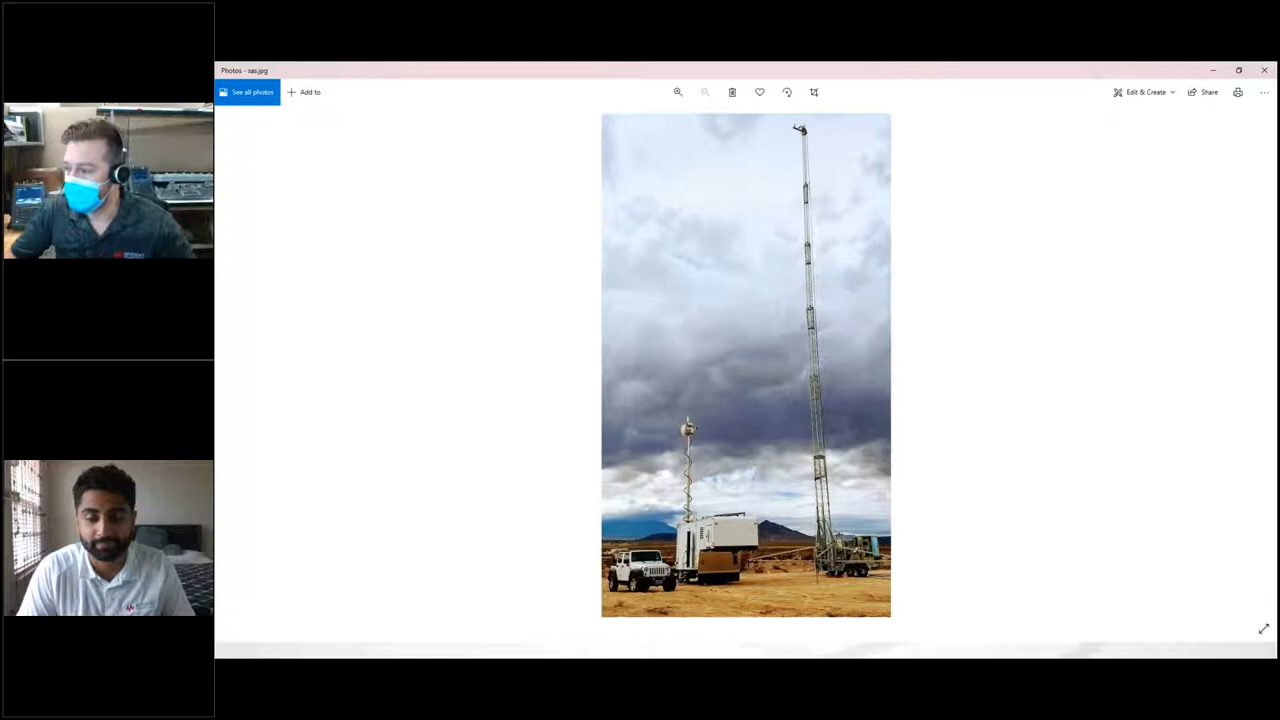 Photos - sas.jpg
See all photos
Add to
Edit & Create
Share